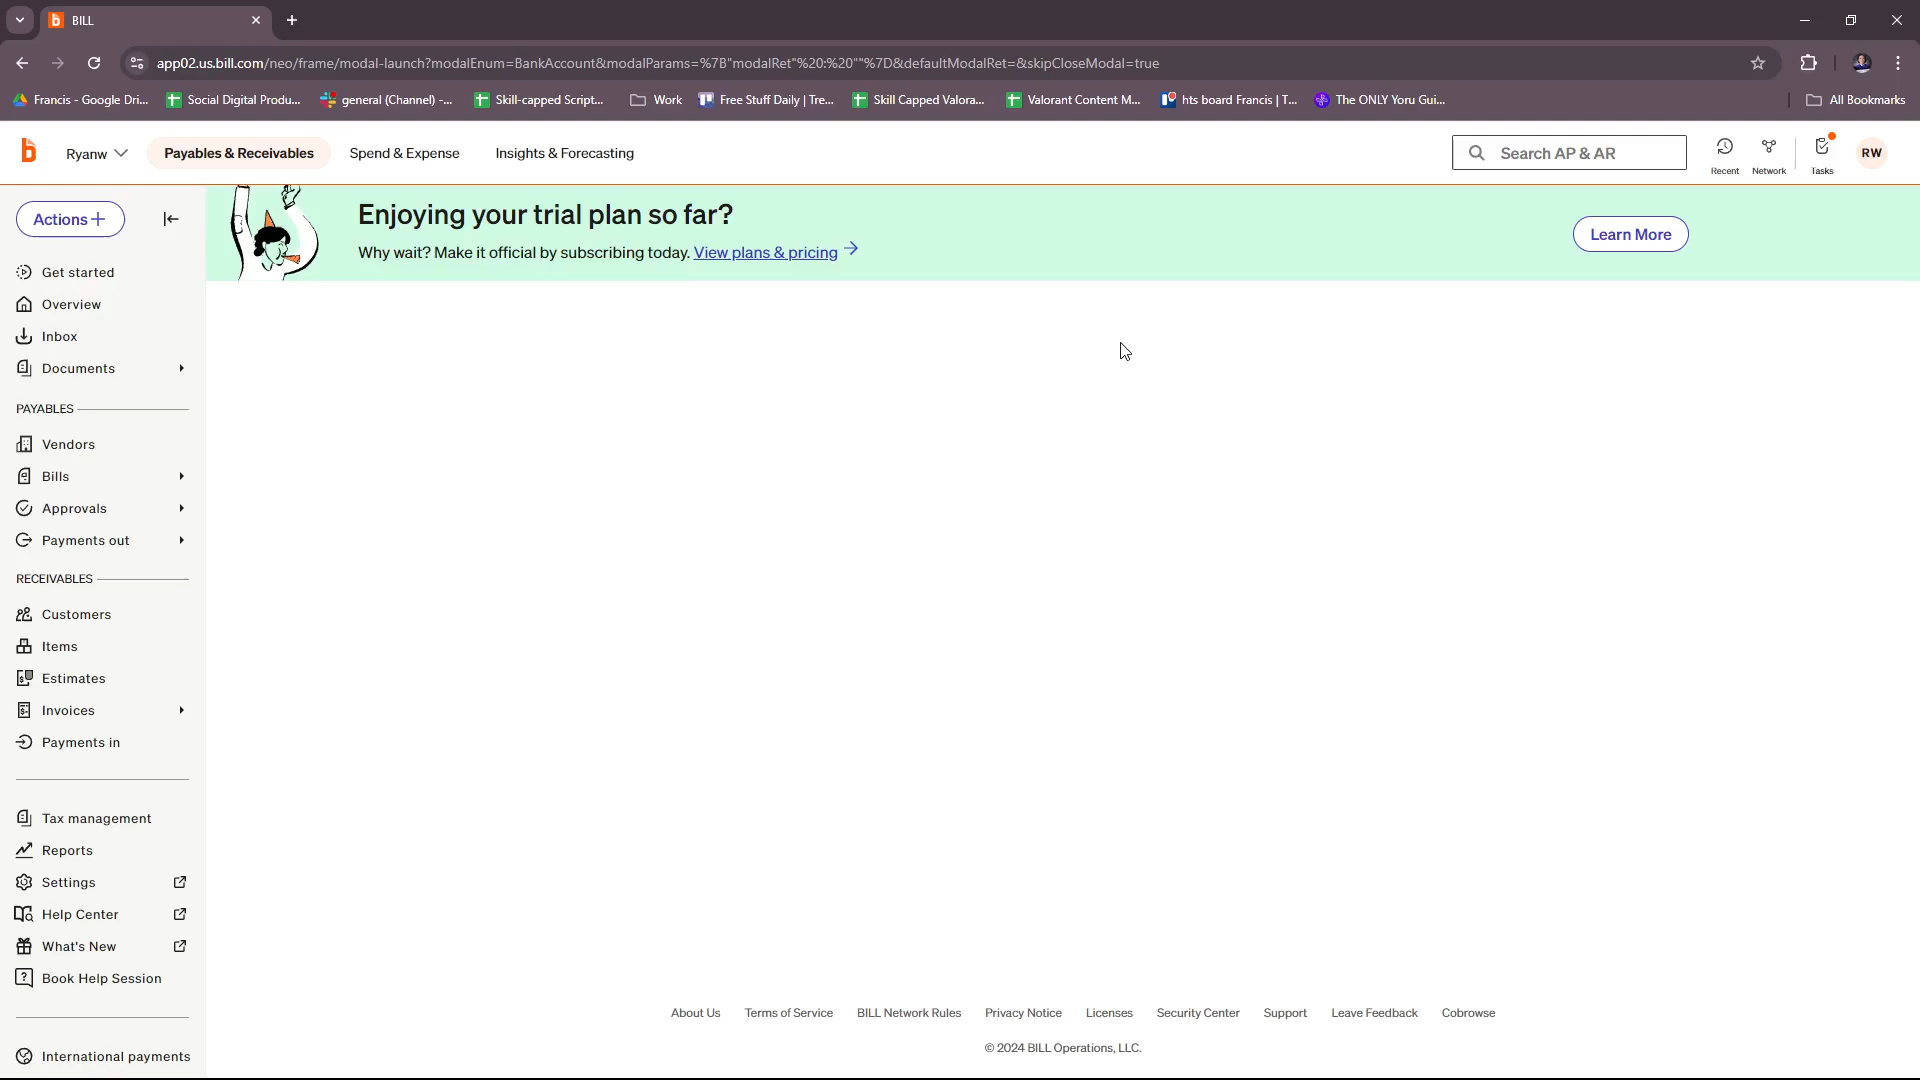 BILL
app02.us.bill.com/neo/frame/modal-launch?modalEnum=BankAccount&modalParams=%7B"modalRet"%20:%20""%7D&defaultModalRet=&skipCloseModal=true
Francis - Google Dri...
Social Digital Produ...
general (Channel) -...
Skill-capped Script...
Work
Free Stuff Daily | Tre...
Skill Capped Valora...
Valorant Content M...
hts board Francis | T...
The ONLY Yoru Gui...
All Bookmarks
Ryanw
Payables & Receivables
Spend & Expense
Insights & Forecasting
Search AP & AR
Recent
Network
Tasks
RW
Actions
Enjoying your trial plan so far?
Why wait? Make it official by subscribing today. View plans & pricing
Learn More
Get started
Overview
Inbox
Documents
PAYABLES
Vendors
Bills
Approvals
Payments out
RECEIVABLES
Customers
Items
Estimates
Invoices
Payments in
Tax management
Reports
Settings
Help Center
What's New
Book Help Session
International payments
About Us
Terms of Service
BILL Network Rules
Privacy Notice
Licenses
Security Center
Support
Leave Feedback
Cobrowse
© 2024 BILL Operations, LLC.